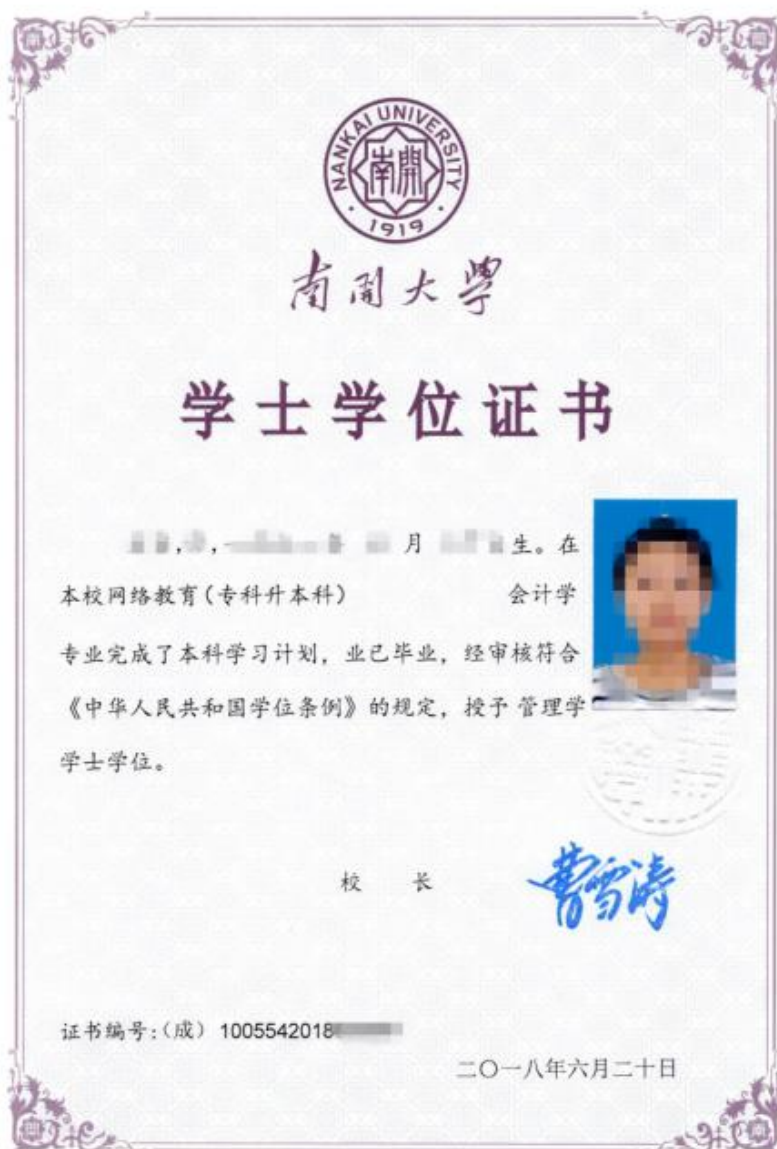 NANKAI UNIVERSITY
南開
1919
南開大學
学士学位证书
月 生。在
本校网络教育(专科升本科) 会计学
专业完成了本科学习计划，业已毕业，经审核符合
《中华人民共和国学位条例》的规定，授予 管理学
学士学位。
校 长
曹雪涛
证书编号:(成) 1005542018
二〇一八年六月二十日